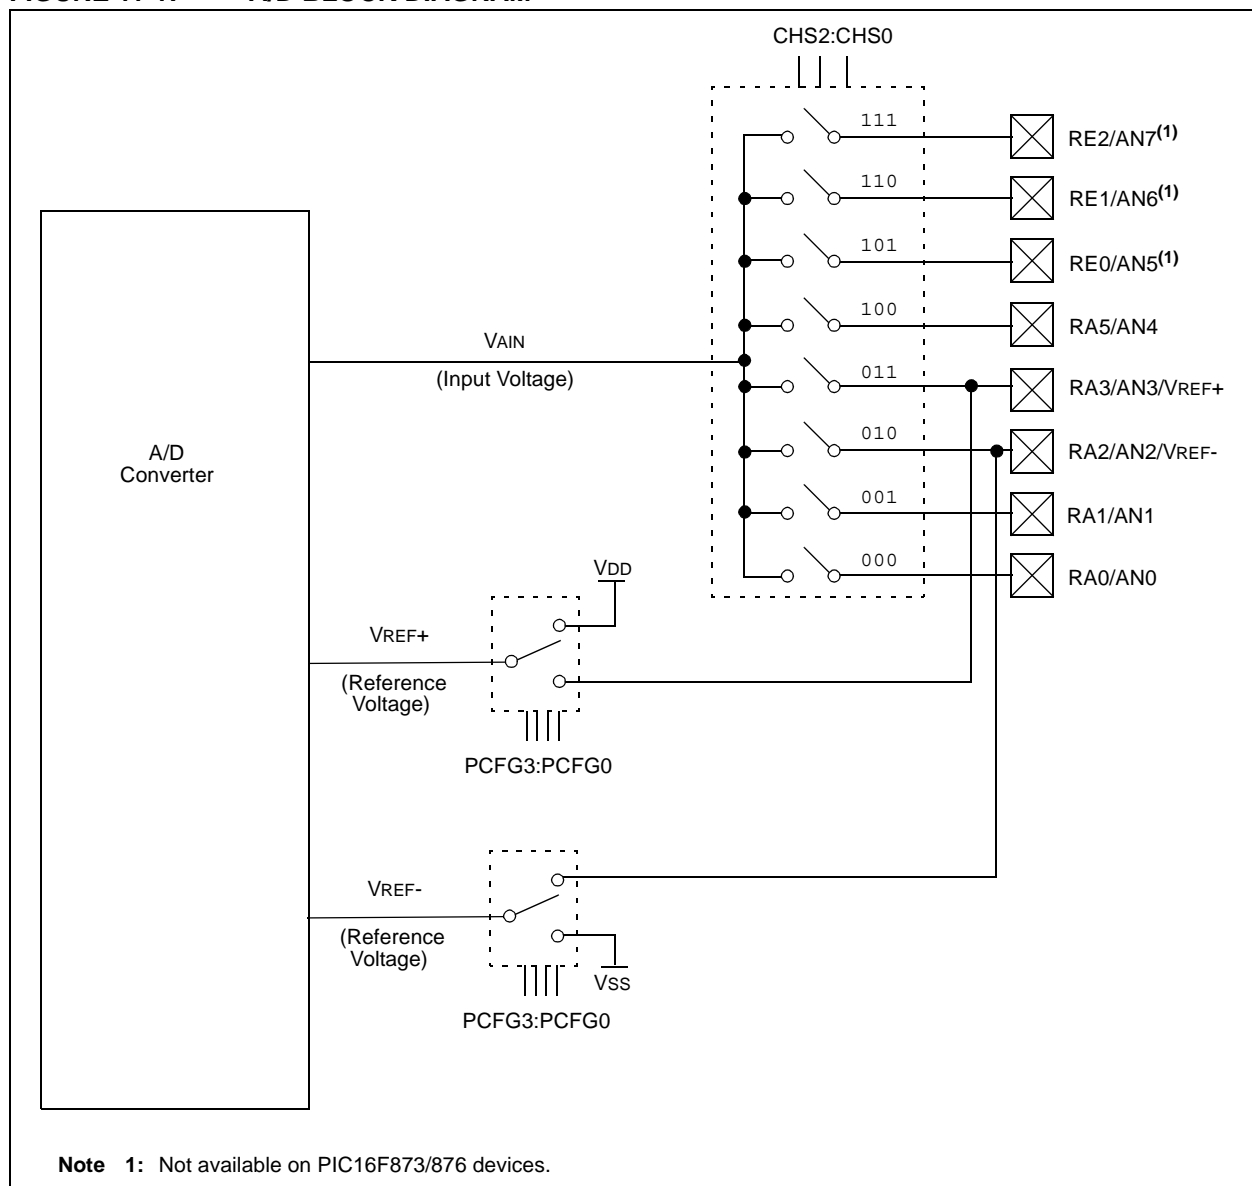 CHS2:CHS0
111
RE2/AN7(1)
110
RE1/AN6(1)
101
RE0/AN5(1)
100
RA5/AN4
VAIN
(Input Voltage)
011
RA3/AN3/VREF+
010
RA2/AN2/VREF-
A/D
Converter
001
RA1/AN1
000
RA0/AN0
VDD
VREF+
(Reference
Voltage)
PCFG3:PCFG0
VREF-
(Reference
Voltage)
VSS
PCFG3:PCFG0
Note 1: Not available on PIC16F873/876 devices.